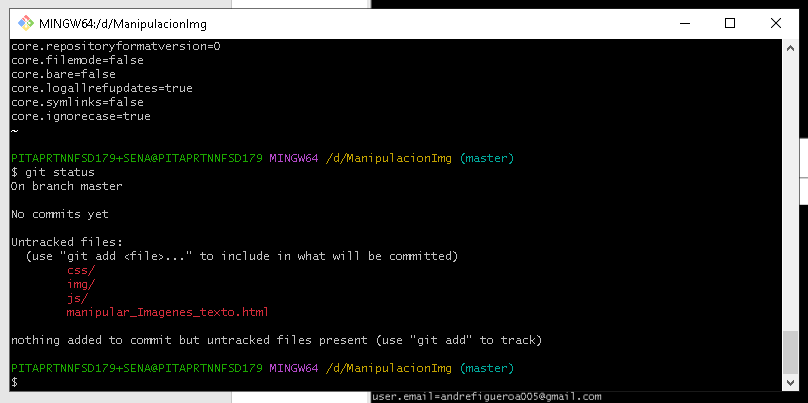 MINGW64:/d/ManipulacionImg
core.repositoryformatversion=0
core.filemode=false
core.bare=false
core.logallrefupdates=true
core.symlinks=false
core.ignorecase=true
~
PITAPRTNNFSD179+SENA@PITAPRTNNFSD179 MINGW64 /d/ManipulacionImg (master)
$ git status
On branch master
No commits yet
Untracked files:
(use "git add <file>..." to include in what will be committed)
css/
img/
js/
manipular_Imagenes_texto.html
nothing added to commit but untracked files present (use "git add" to track)
PITAPRTNNFSD179+SENA@PITAPRTNNFSD179 MINGW64 /d/ManipulacionImg (master)
$
user.email=andrefigueroa005@gmail.com